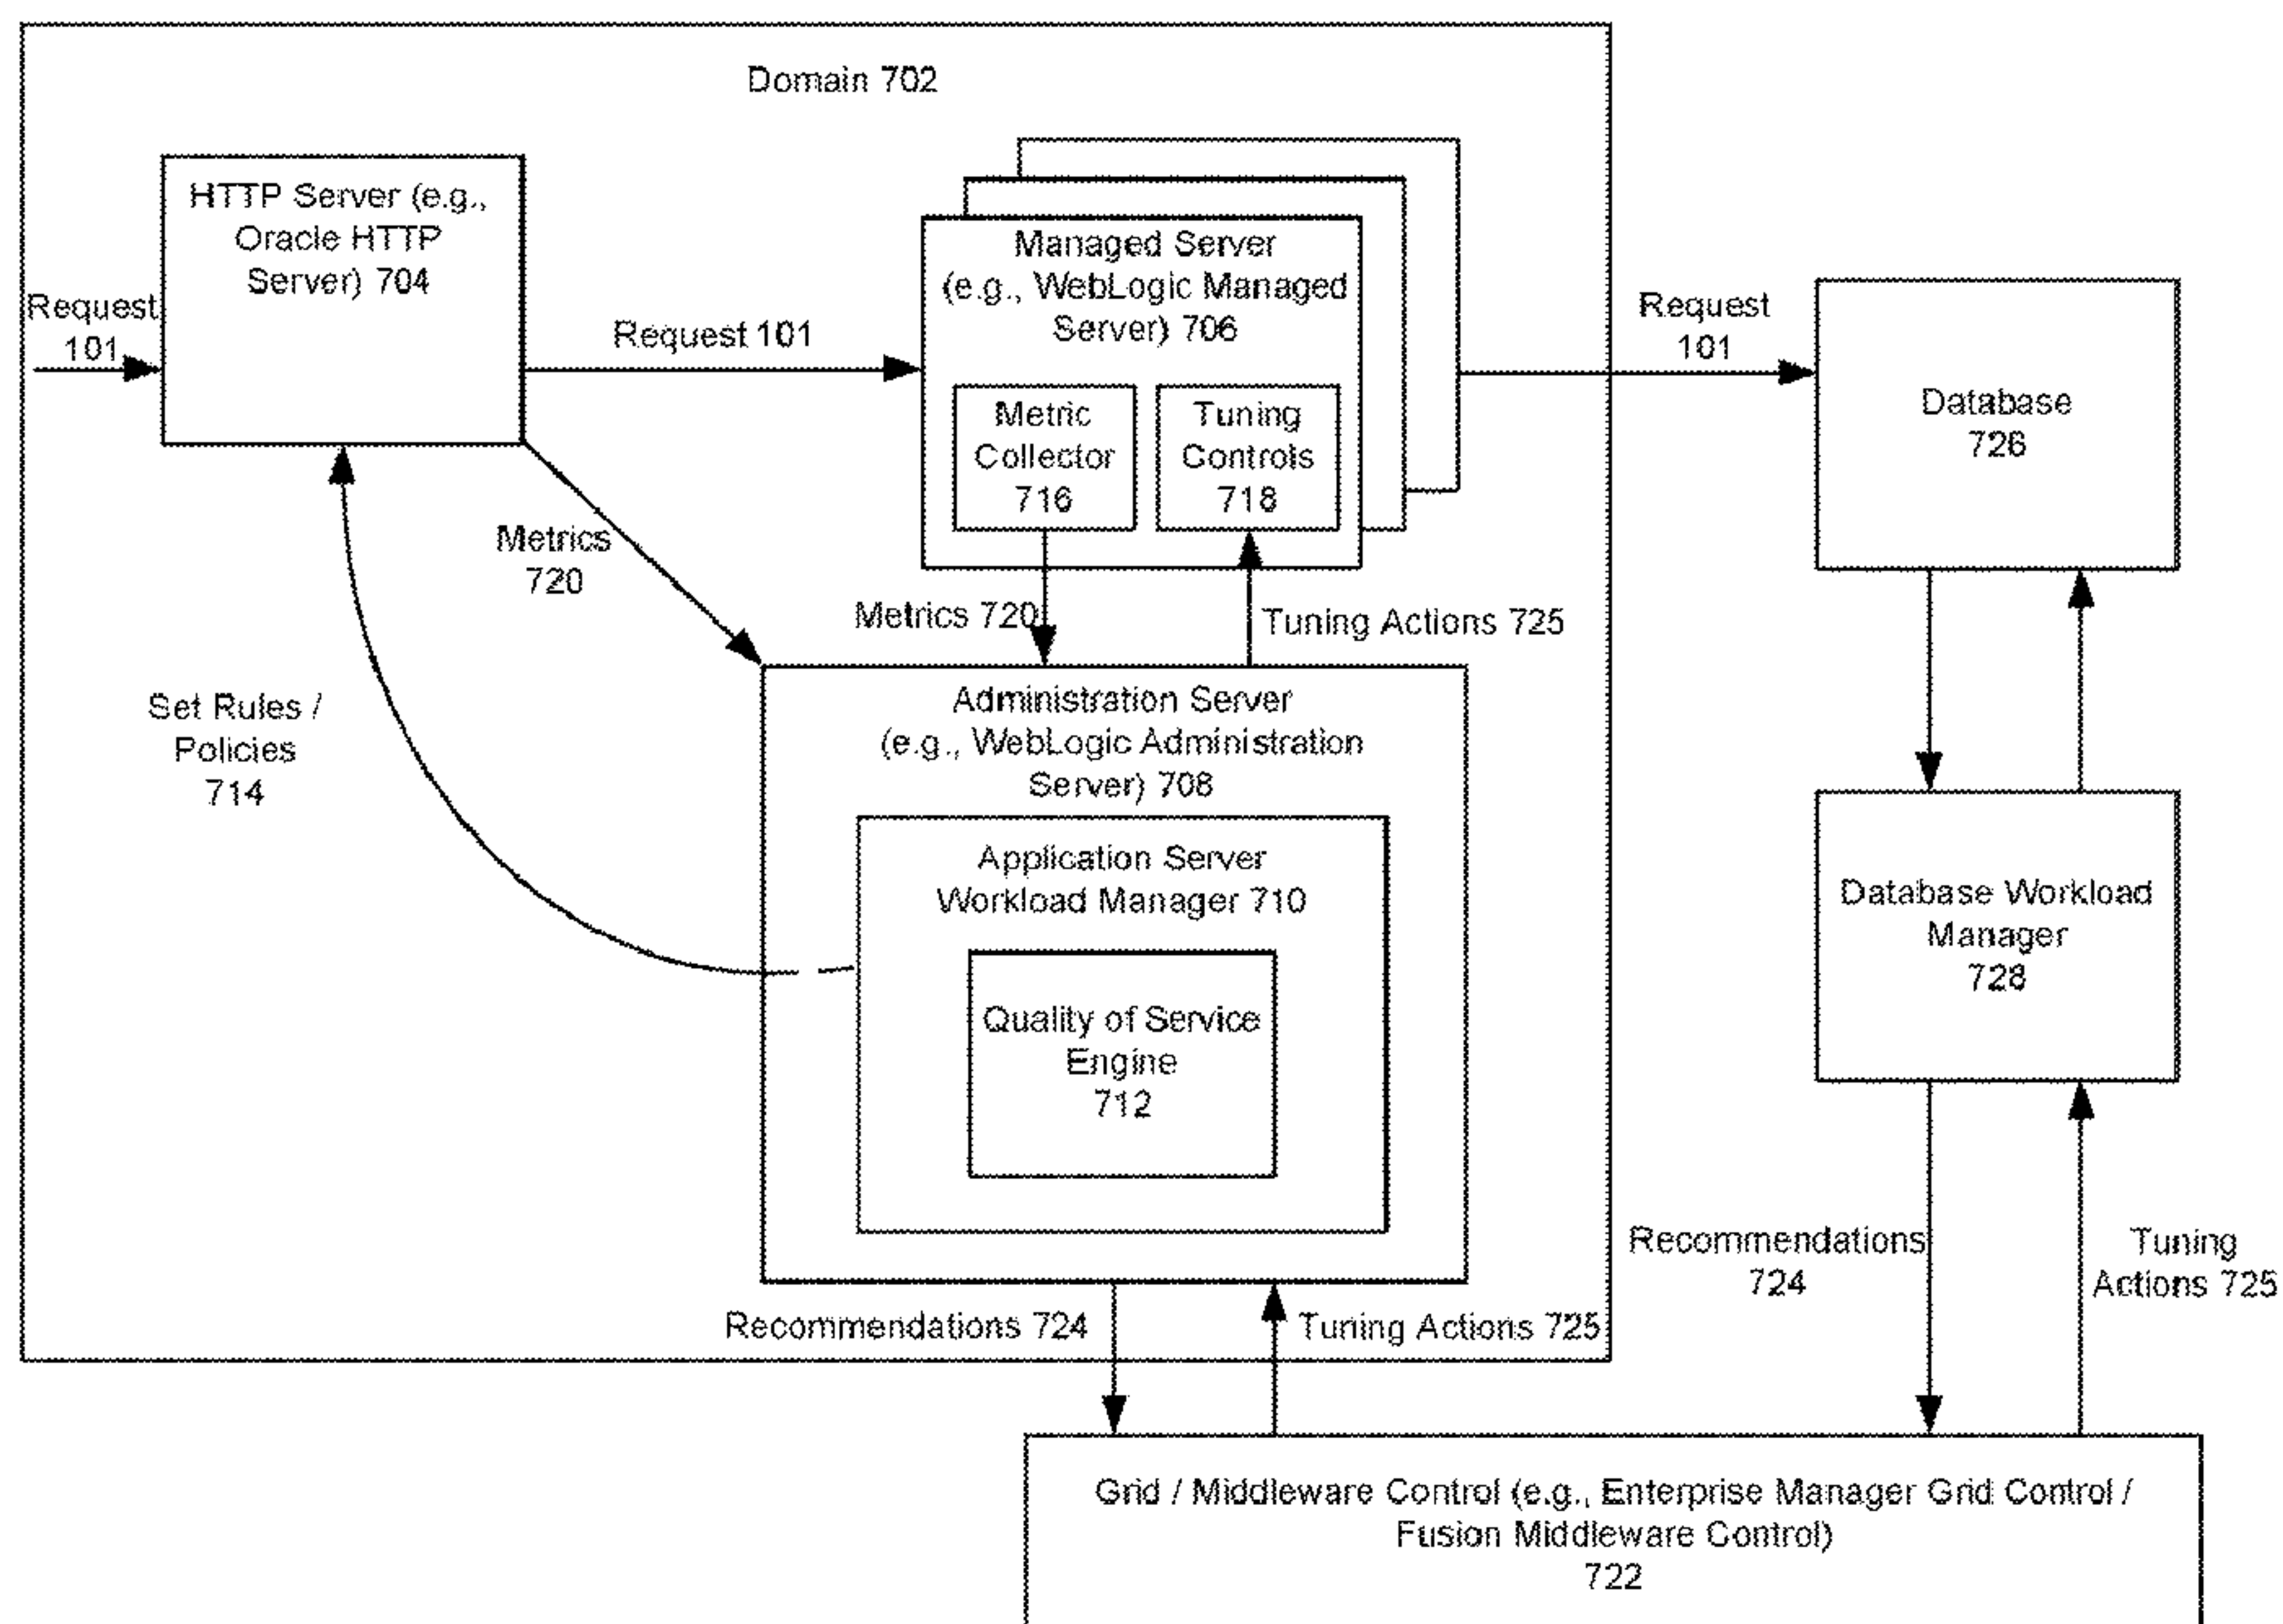 Domain 702
HTTP Server (e.g.,
Oracle HTTP
Server) 704
Request
101
Request 101
Managed Server
(e.g., WebLogic Managed
Server) 706
Metric
Collector
716
Tuning
Controls
718
Request
101
Database
726
Metrics
720
Metrics 720
Tuning Actions 725
Set Rules /
Policies
714
Administration Server
(e.g., WebLogic Administration
Server) 708
Application Server
Workload Manager 710
Quality of Service
Engine
712
Database Workload
Manager
728
Recommendations 724
Tuning Actions 725
Recommendations
724
Tuning
Actions 725
Grid / Middleware Control (e.g., Enterprise Manager Grid Control /
Fusion Middleware Control)
722